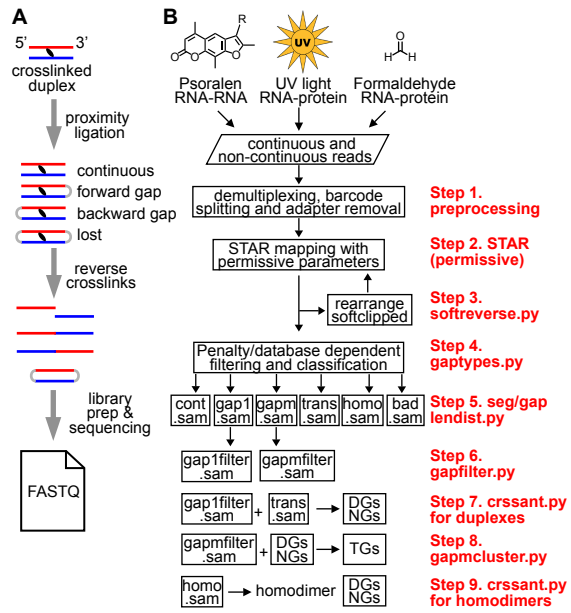 A
5’ 3’
crosslinked
duplex
proximity
ligation
continuous
forward gap
backward gap
lost
reverse
crosslinks
library
prep &
sequencing
FASTQ
B
R
O O O
UV
O
H H
Psoralen
RNA-RNA
UV light
RNA-protein
Formaldehyde
RNA-protein
continuous and
non-continuous reads
demultiplexing, barcode
splitting and adapter removal
Step 1.
preprocessing
STAR mapping with
permissive parameters
Step 2. STAR
(permissive)
rearrange
softclipped
Step 3.
softreverse.py
Penalty/database dependent
filtering and classification
Step 4.
gaptypes.py
cont
.sam
gap1
.sam
gapm
.sam
trans
.sam
homo
.sam
bad
.sam
Step 5. seg/gap
lendist.py
gap1filter
.sam
gapmfilter
.sam
Step 6.
gapfilter.py
gap1filter
.sam
+
trans
.sam
DGs
NGs
Step 7. crssant.py
for duplexes
gapmfilter
.sam
+
DGs
NGs
TGs
Step 8.
gapmcluster.py
homo
.sam
homodimer
DGs
NGs
Step 9. crssant.py
for homodimers